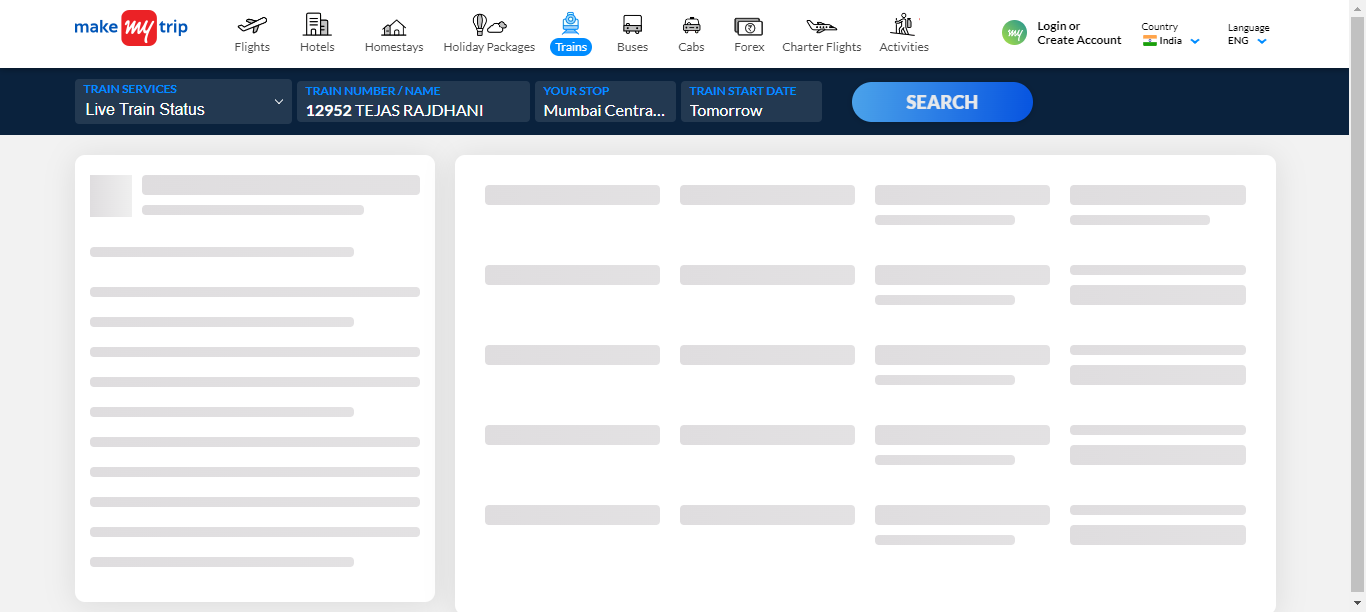 make my trip
Flights
Hotels
Homestays
Holiday Packages
Trains
Buses
Cabs
Forex
Charter Flights
Activities
my
Login or
Create Account
Country
India
Language
ENG
TRAIN SERVICES
Live Train Status
TRAIN NUMBER / NAME
12952 TEJAS RAJDHANI
YOUR STOP
Mumbai Centra...
TRAIN START DATE
Tomorrow
SEARCH